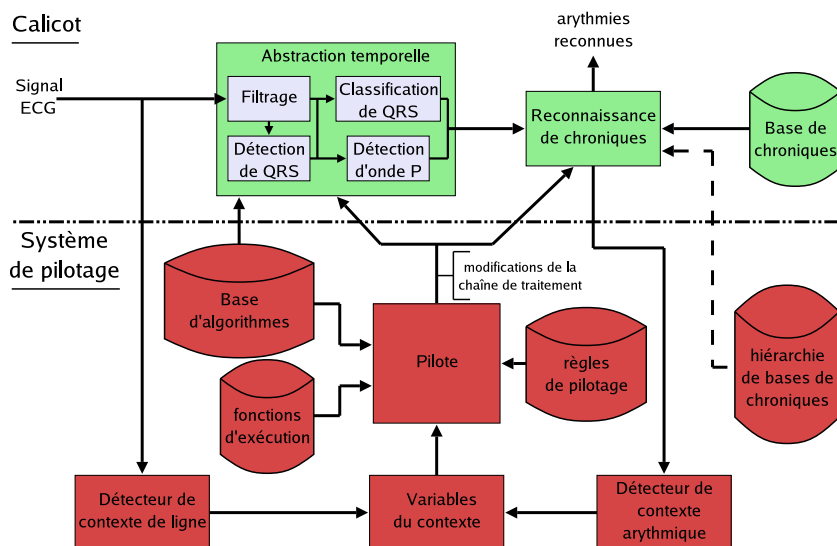 Calicot
arythmies
reconnues
Abstraction temporelle
Signal
ECG
Filtrage
Classification
de QRS
Détection
de QRS
Détection
d'onde P
Reconnaissance
de chroniques
Base de
chroniques
Système
de pilotage
modifications de la
chaîne de traitement
Base
d'algorithmes
Pilote
règles
de pilotage
hiérarchie
de bases de
chroniques
fonctions
d'exécution
Détecteur de
contexte de ligne
Variables
du contexte
Détecteur de
contexte
arythmique